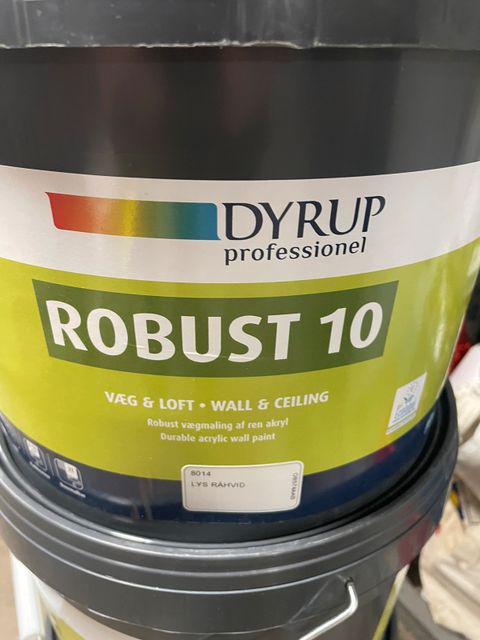 DYRUP
professionel
ROBUST 10
VÆG & LOFT • WALL & CEILING
Robust vægmaling af ren akryl
Durable acrylic wall paint
8014
LYS RÅHVID